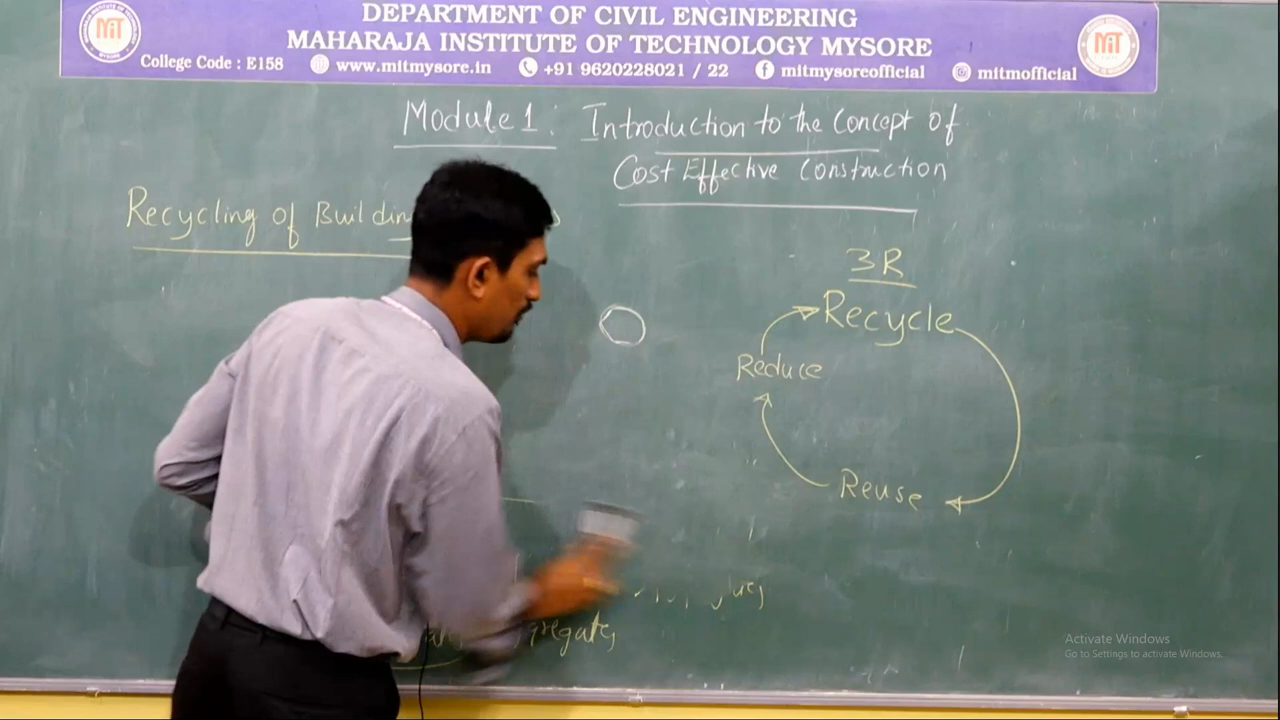 DEPARTMENT OF CIVIL ENGINEERING
MAHARAJA INSTITUTE OF TECHNOLOGY MYSORE
College Code : E158 www.mitmysore.in +91 9620228021 / 22 mitmysoreofficial mitmofficial
MiT
MiT
Module 1: Introduction to the Concept of
Cost Effective Construction
Recycling of Buildin
3R
Recycle
Reduce
Reuse
Activate Windows
Go to Settings to activate Windows.